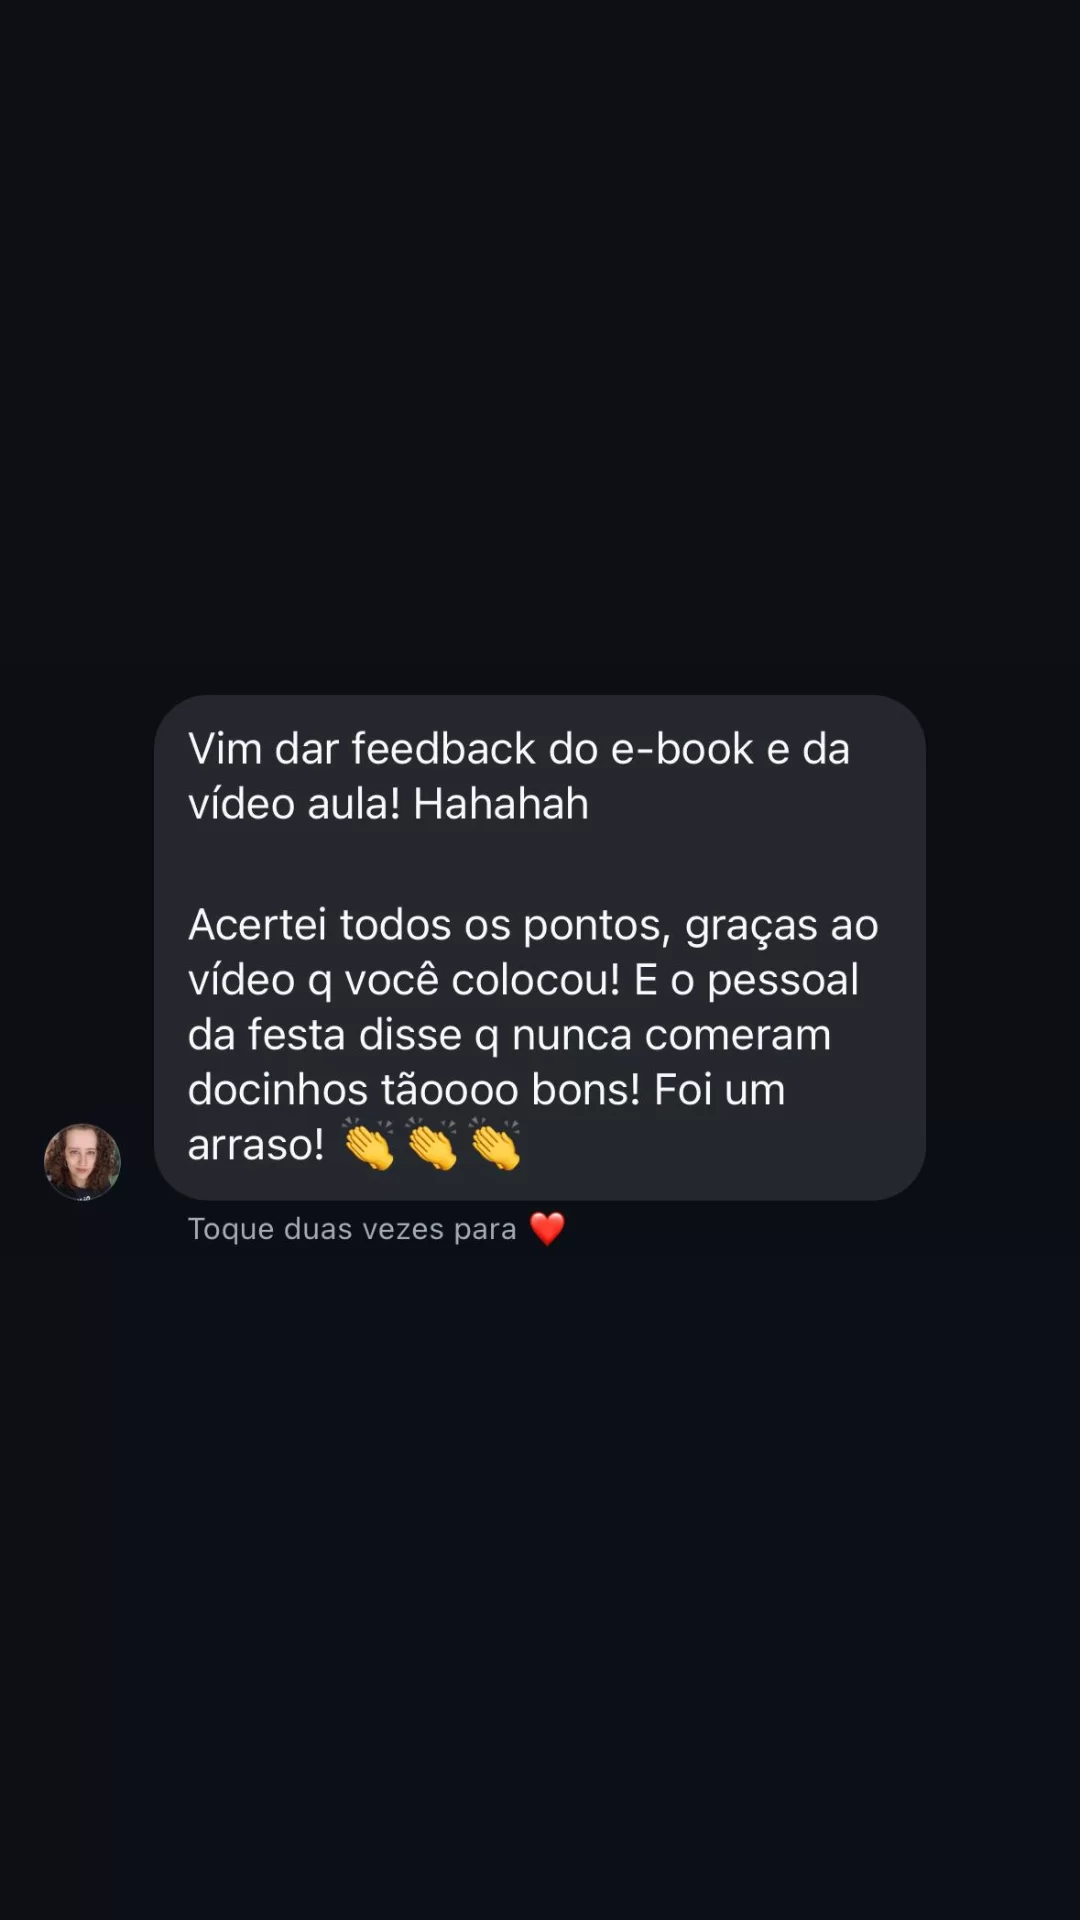 Vim dar feedback do e-book e da
vídeo aula! Hahahah
Acertei todos os pontos, graças ao
vídeo q você colocou! E o pessoal
da festa disse q nunca comeram
docinhos tãoooo bons! Foi um
arraso! 👏👏👏
Toque duas vezes para ❤️